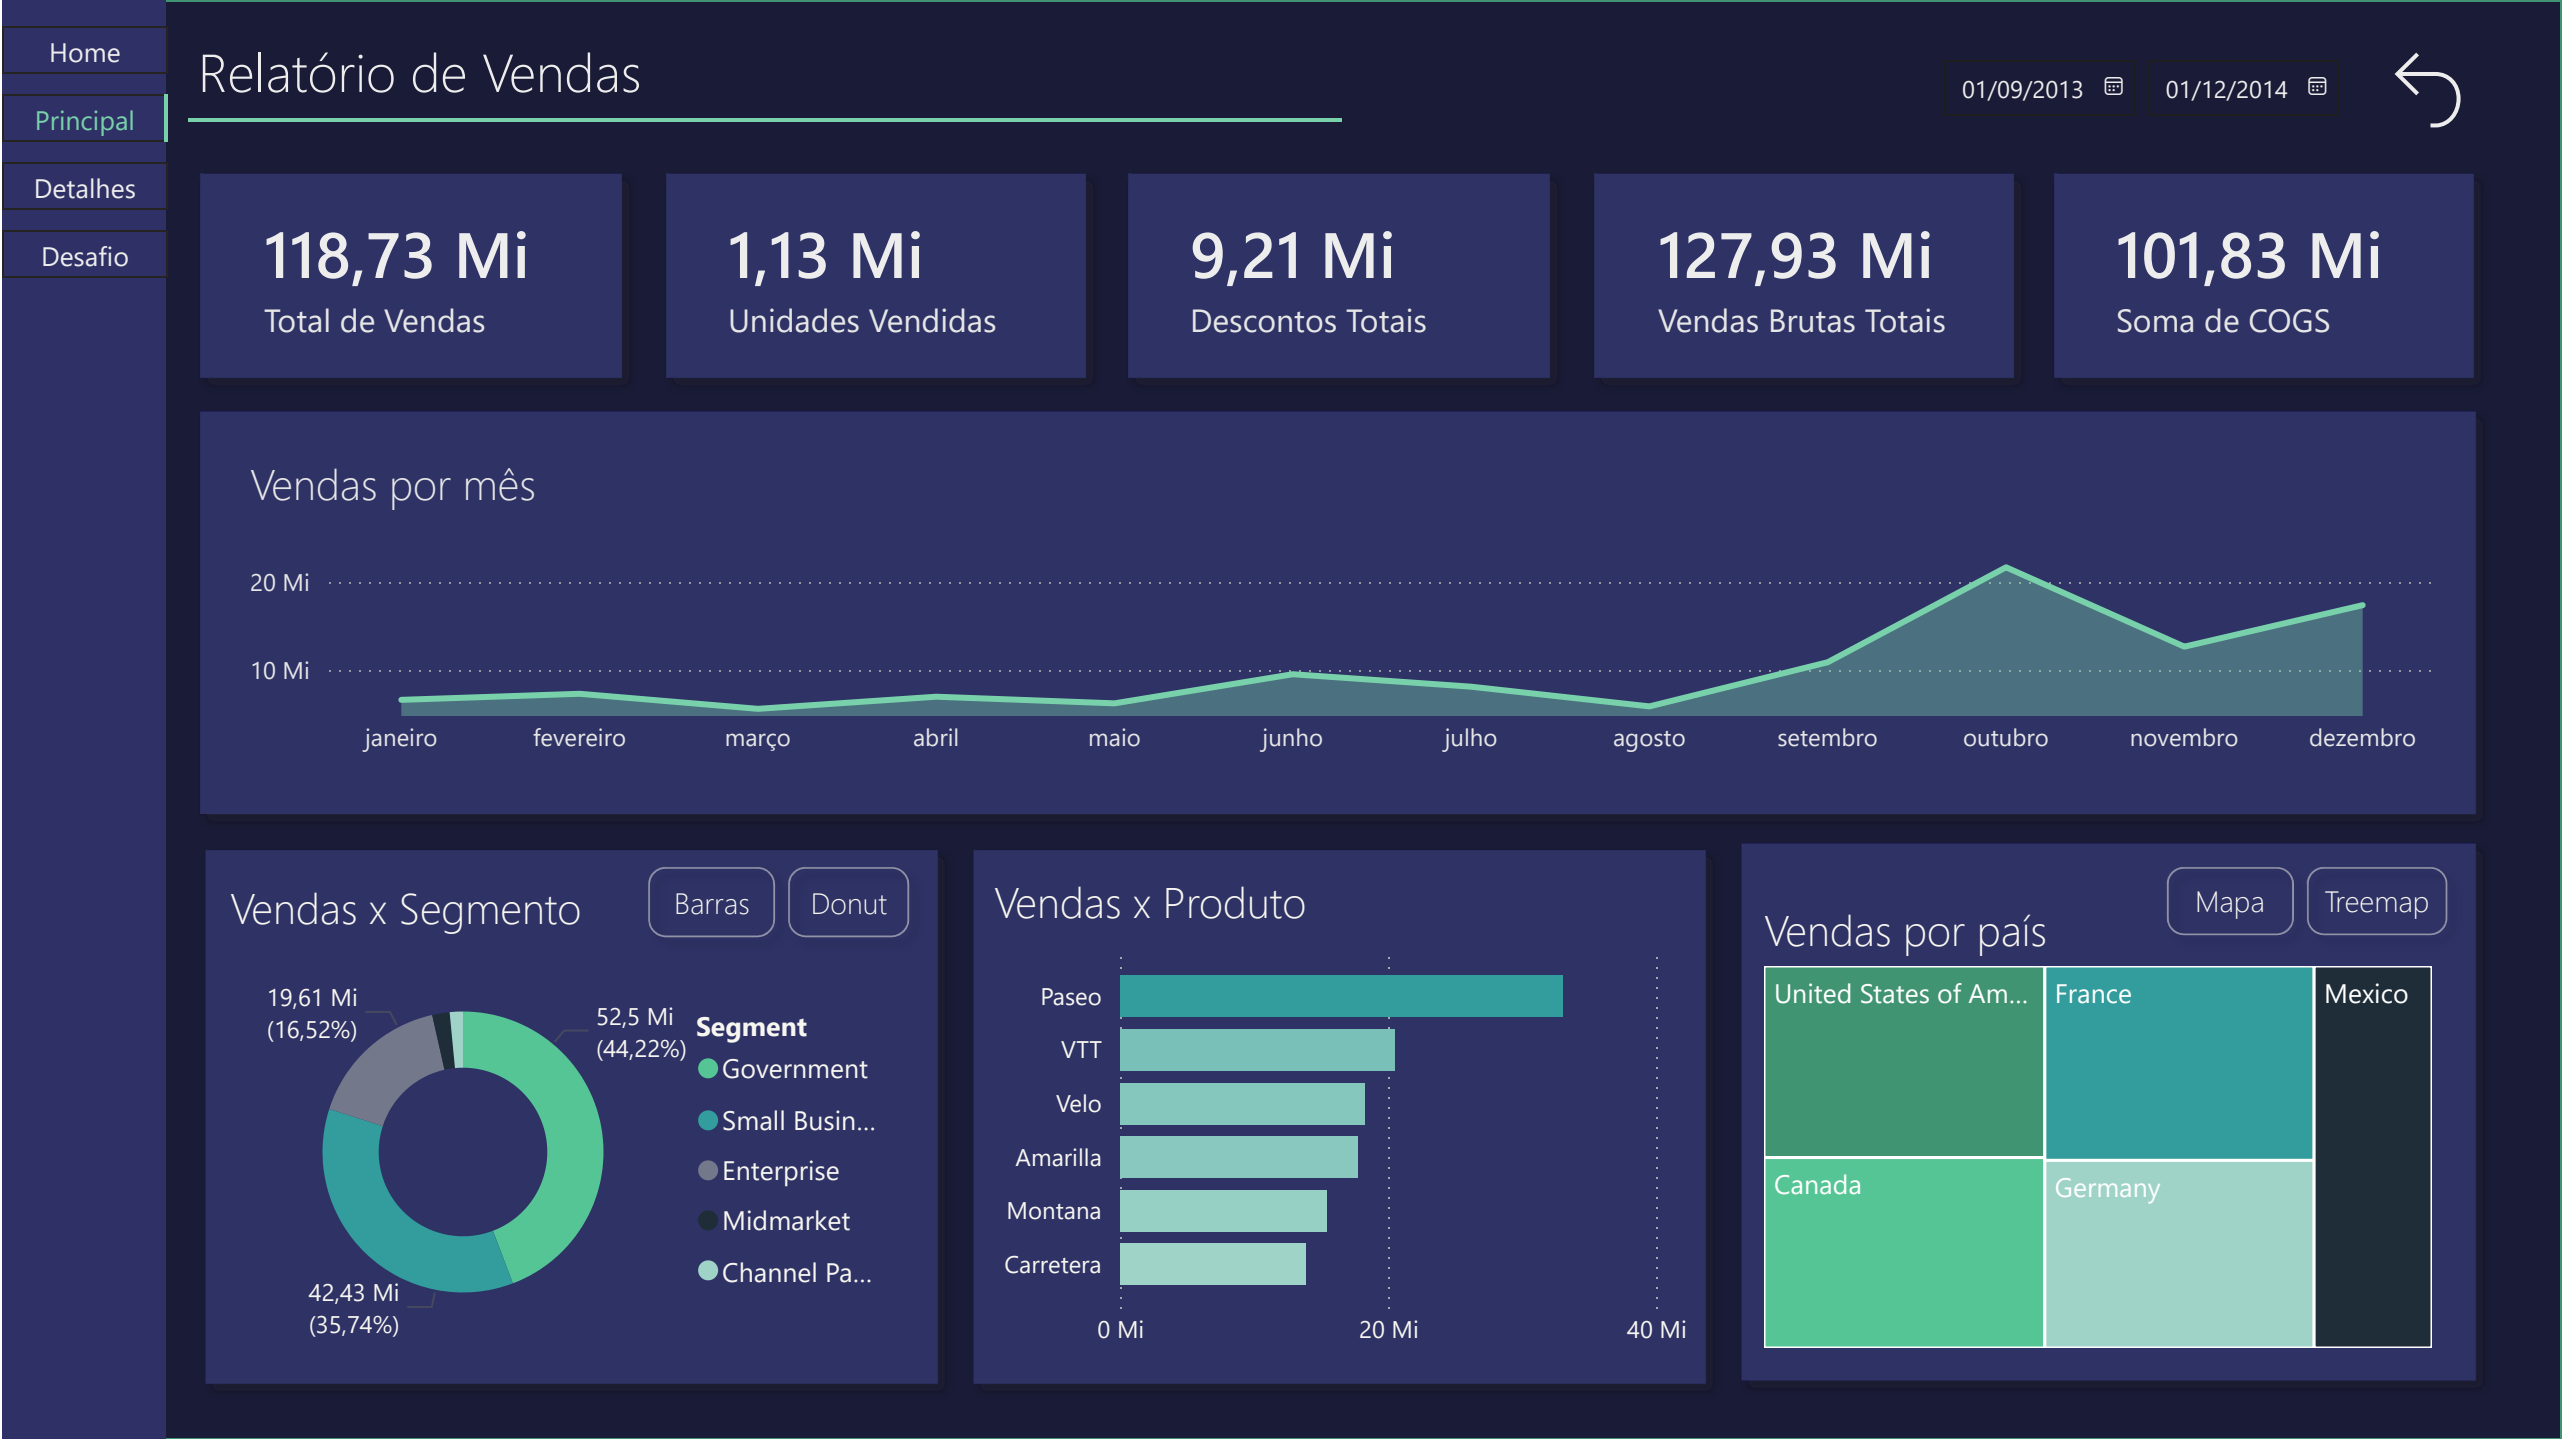 Home
Principal
Detalhes
Desafio
Relatório de Vendas
01/09/2013
01/12/2014
118,73 Mi
Total de Vendas
1,13 Mi
Unidades Vendidas
9,21 Mi
Descontos Totais
127,93 Mi
Vendas Brutas Totais
101,83 Mi
Soma de COGS
Vendas por mês
20 Mi
10 Mi
janeiro
fevereiro
março
abril
maio
junho
julho
agosto
setembro
outubro
novembro
dezembro
Vendas x Segmento
Barras
Donut
19,61 Mi
(16,52%)
52,5 Mi
(44,22%)
42,43 Mi
(35,74%)
Segment
Government
Small Busin...
Enterprise
Midmarket
Channel Pa...
Vendas x Produto
Paseo
VTT
Velo
Amarilla
Montana
Carretera
0 Mi
20 Mi
40 Mi
Vendas por país
Mapa
Treemap
United States of Am...
France
Mexico
Canada
Germany